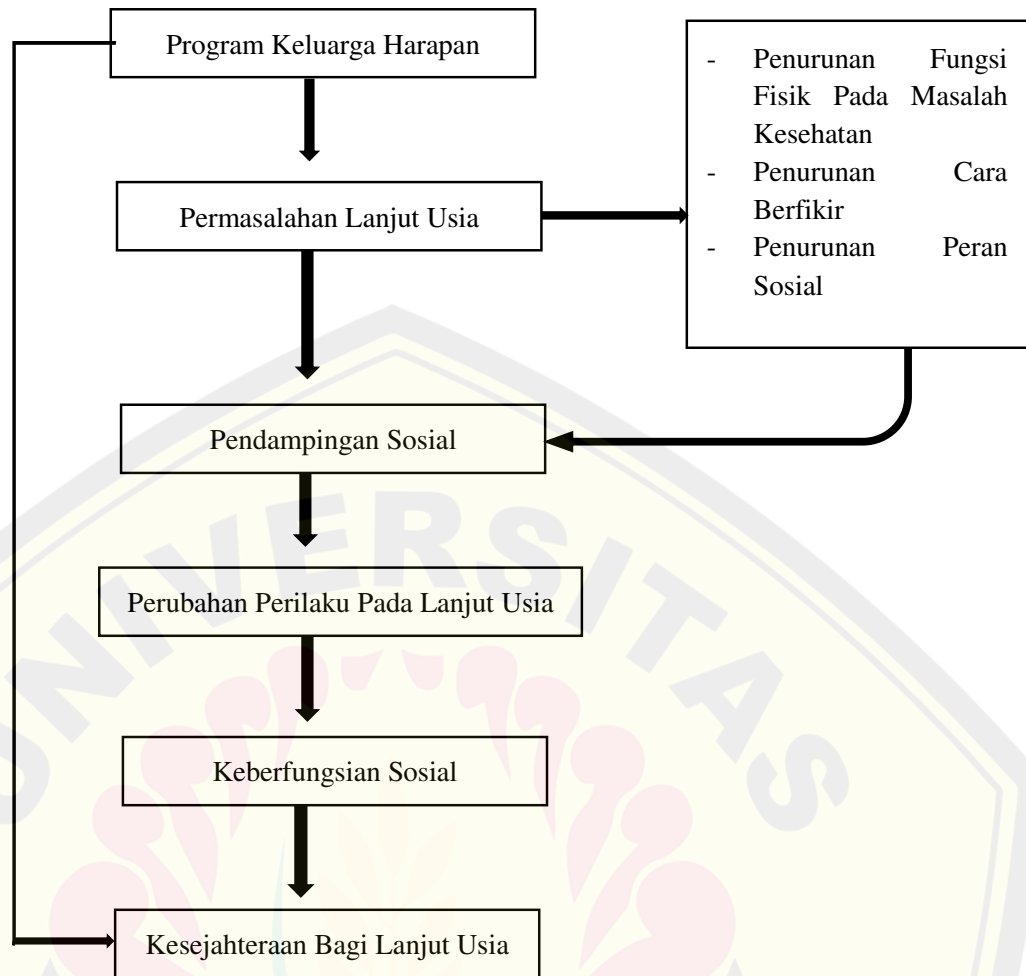 Program Keluarga Harapan
Permasalahan Lanjut Usia
- Penurunan Fungsi
Fisik Pada Masalah
Kesehatan
- Penurunan Cara
Berfikir
- Penurunan Peran
Sosial
Pendampingan Sosial
Perubahan Perilaku Pada Lanjut Usia
Keberfungsian Sosial
Kesejahteraan Bagi Lanjut Usia
UNIVERSITAS